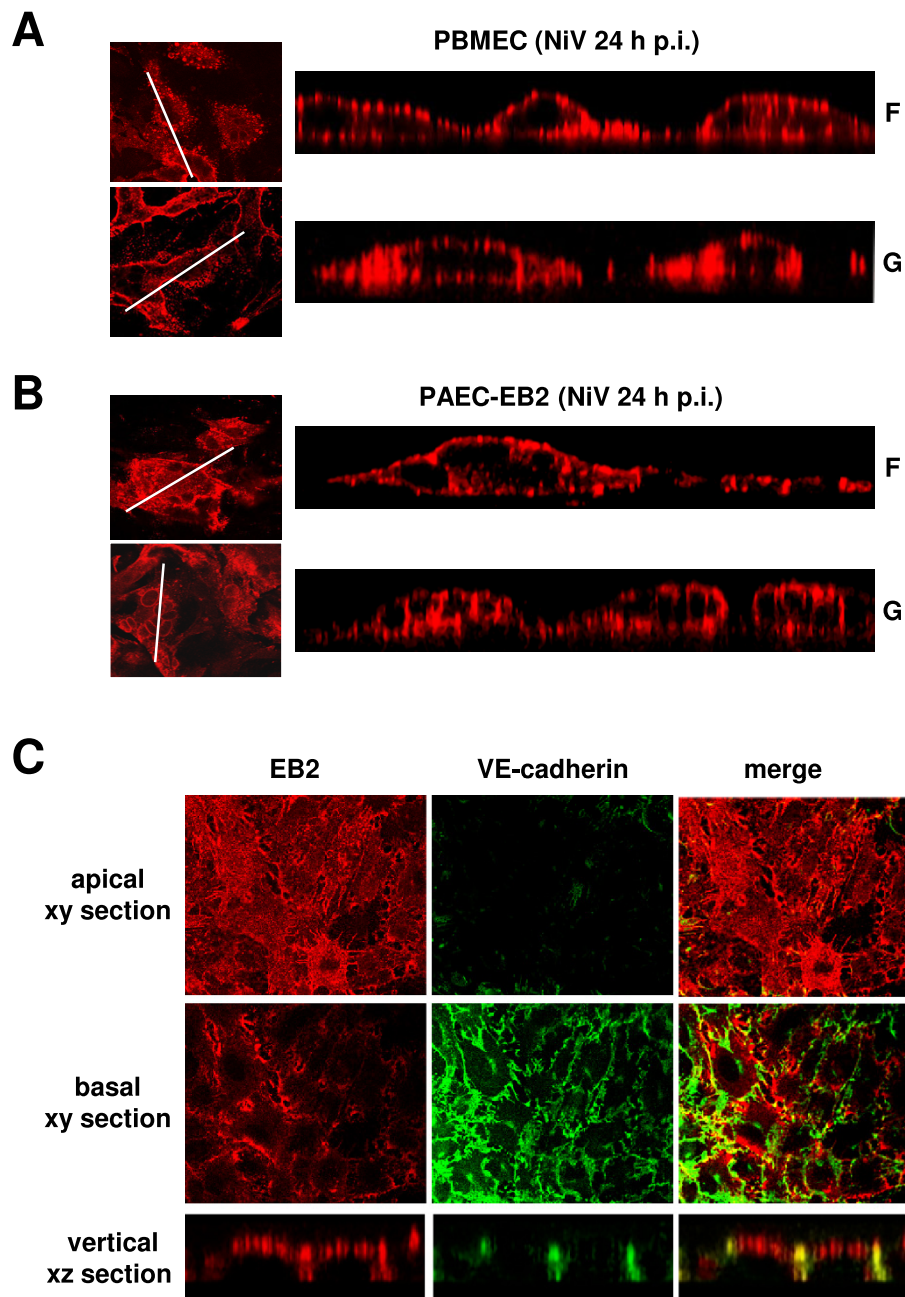 A
PBMEC (NiV 24 h p.i.)
F
G
B
PAEC-EB2 (NiV 24 h p.i.)
F
G
C
EB2 VE-cadherin merge
apical
xy section
basal
xy section
vertical
xz section